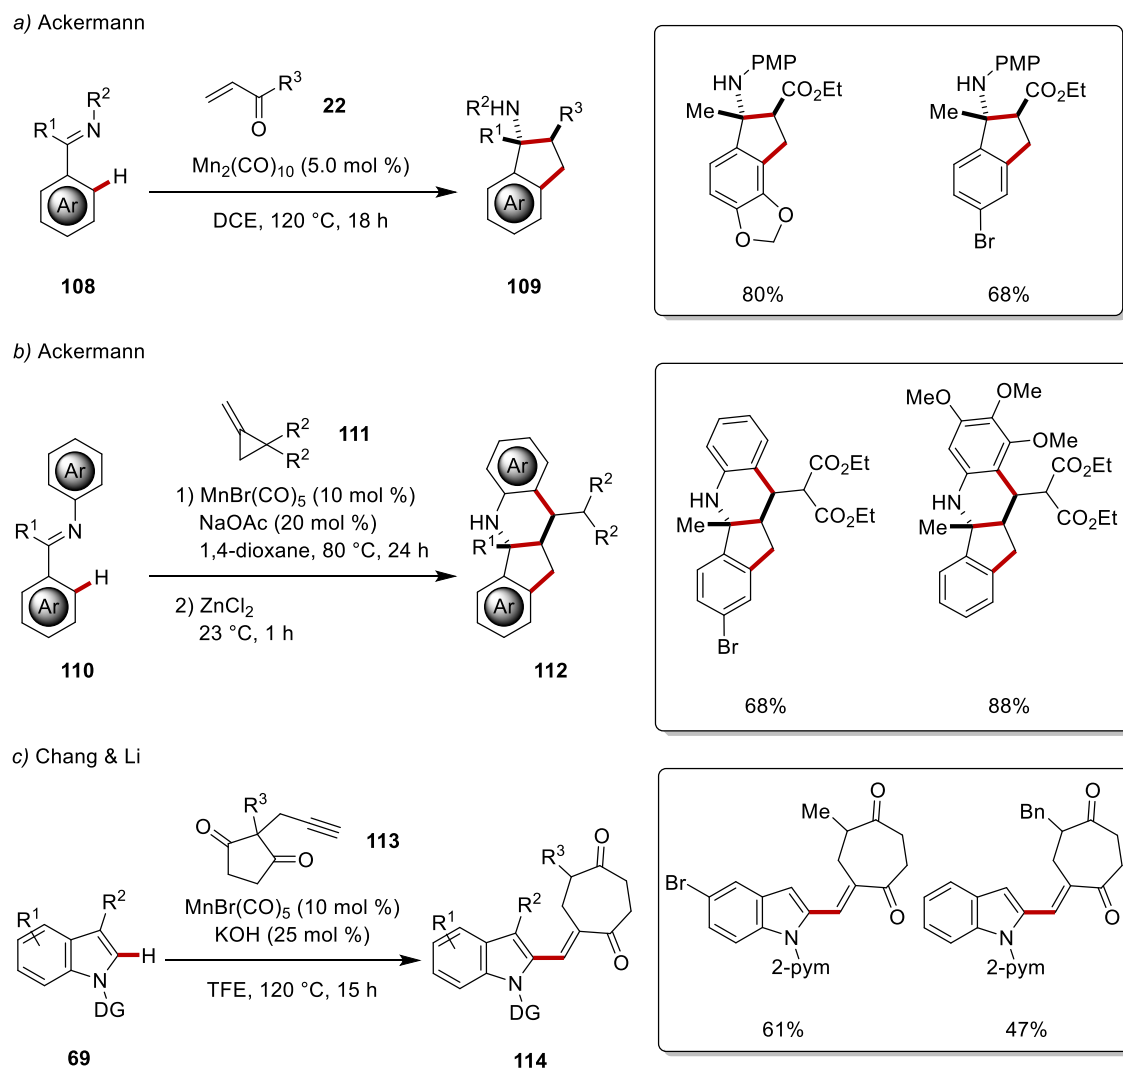 a) Ackermann
R2
R1
N
H
Ar
108
R3
O
22
Mn2(CO)10 (5.0 mol %)
DCE, 120 °C, 18 h
R2HN
R3
R1
Ar
109
PMP
HN
CO2Et
Me
O
O
80%
PMP
HN
CO2Et
Me
Br
68%
b) Ackermann
Ar
R1
N
H
Ar
110
R2
R2
111
1) MnBr(CO)5 (10 mol %)
NaOAc (20 mol %)
1,4-dioxane, 80 °C, 24 h
2) ZnCl2
23 °C, 1 h
Ar
R2
HN
R2
R1
Ar
112
CO2Et
HN
CO2Et
Me
Br
68%
OMe
MeO
OMe
CO2Et
HN
CO2Et
Me
88%
c) Chang & Li
R1
R2
H
N
DG
69
R3
O
O
113
MnBr(CO)5 (10 mol %)
KOH (25 mol %)
TFE, 120 °C, 15 h
O
R3
R2
R1
O
N
DG
114
O
Me
Br
O
N
2-pym
61%
O
Bn
O
N
2-pym
47%